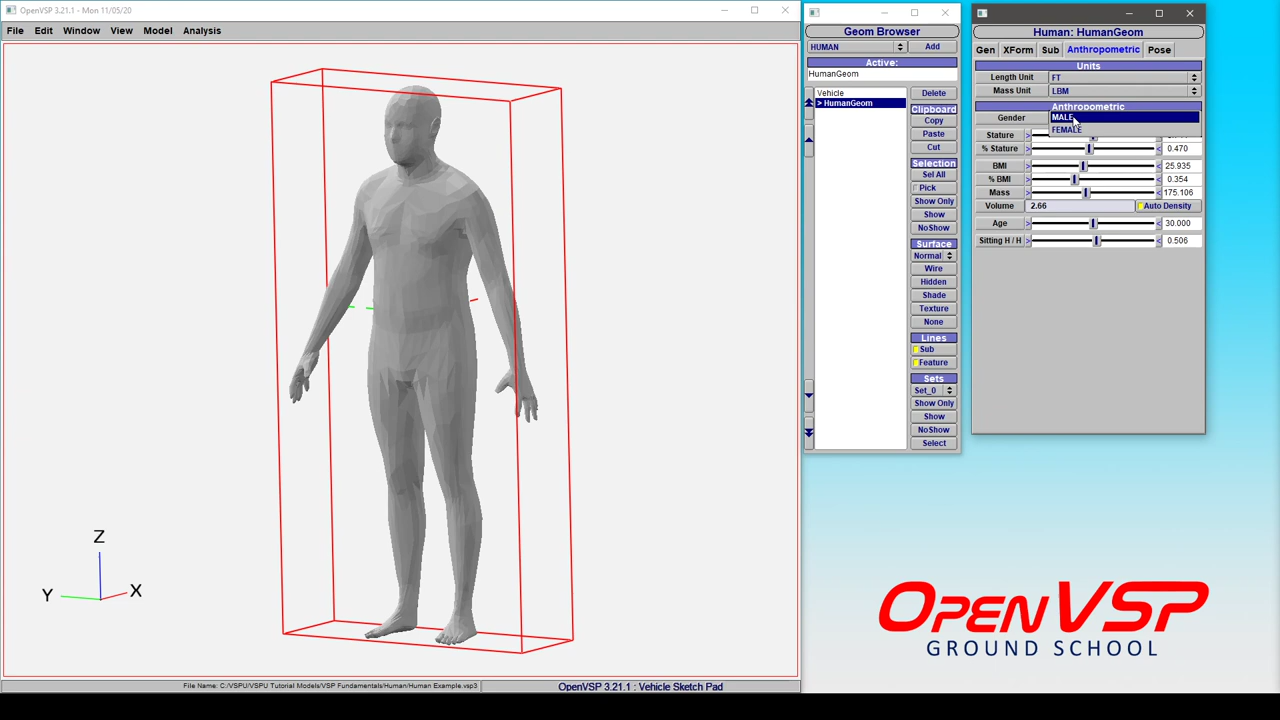 OpenVSP 3.21.1 - Mon 11/05/20
File Edit Window View Model Analysis
Z
Y
X
File Name: C:/VSPU/VSPU Tutorial Models/VSP Fundamentals/Human/Human Example.vsp3
OpenVSP 3.21.1 : Vehicle Sketch Pad
Geom Browser
HUMAN
Add
Active:
HumanGeom
Vehicle
> HumanGeom
Delete
Clipboard
Copy
Paste
Cut
Selection
Sel All
Pick
Show Only
Show
NoShow
Surface
Normal
Wire
Hidden
Shade
Texture
None
Lines
Sub
Feature
Sets
Set_0
Show Only
Show
NoShow
Select
Human: HumanGeom
Gen XForm Sub Anthropometric Pose
Units
Length Unit FT
Mass Unit LBM
Anthropometric
Gender MALE
FEMALE
Stature > <
% Stature > < 0.470
BMI > < 25.935
% BMI > < 0.354
Mass > < 175.106
Volume 2.66 Auto Density
Age > < 30.000
Sitting H / H > < 0.506
OPENVSP
GROUND SCHOOL